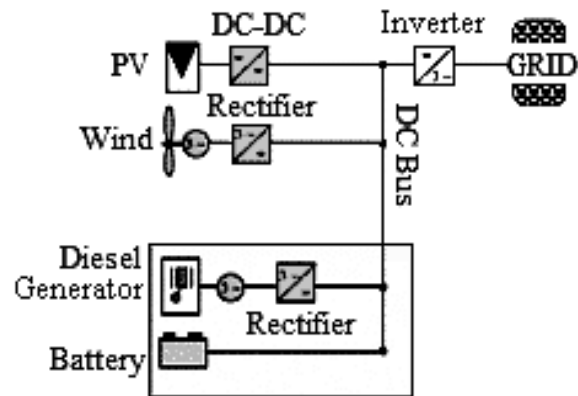 DC-DC
Inverter
PV
GRID
Rectifier
Wind
DC Bus
Diesel
Generator
Rectifier
Battery